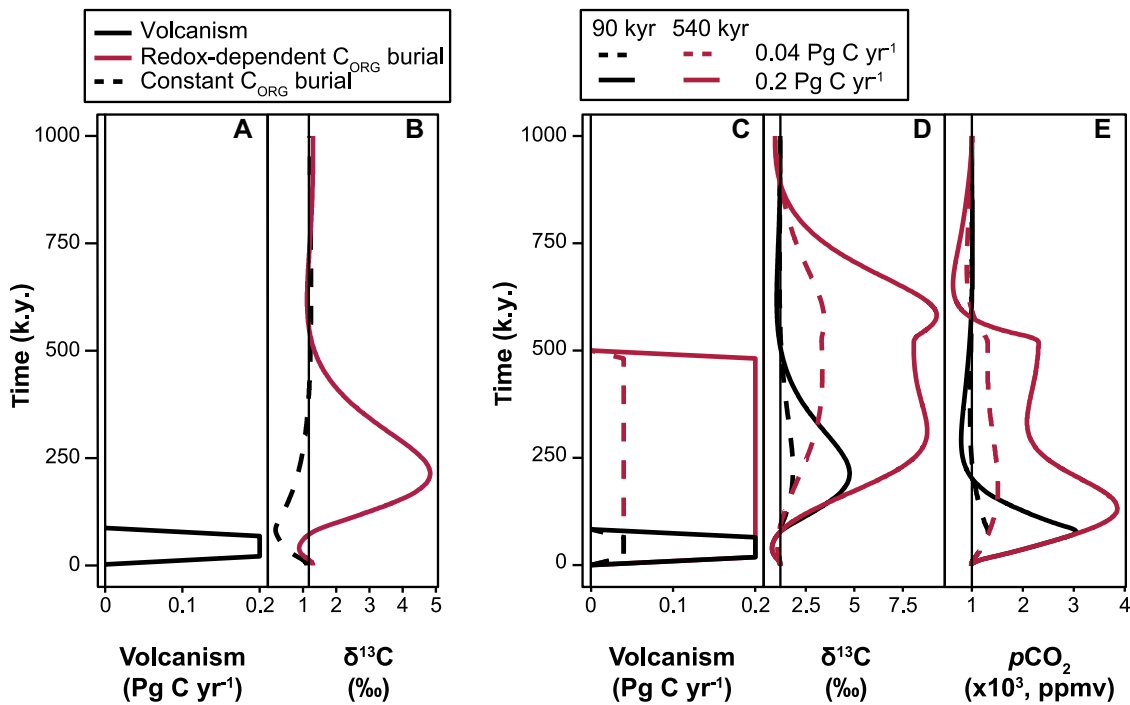 Volcanism
Redox-dependent C_ORG burial
Constant C_ORG burial
90 kyr 540 kyr
0.04 Pg C yr⁻¹
0.2 Pg C yr⁻¹
A
B
C
D
E
1000
750
500
250
0
Time (k.y.)
0 0.1 0.2
1 2 3 4 5
Volcanism
(Pg C yr⁻¹)
δ¹³C
(‰)
1000
750
500
250
0
Time (k.y.)
0 0.1 0.2
2.5 5 7.5
1 2 3 4
Volcanism
(Pg C yr⁻¹)
δ¹³C
(‰)
pCO₂
(x10³, ppmv)